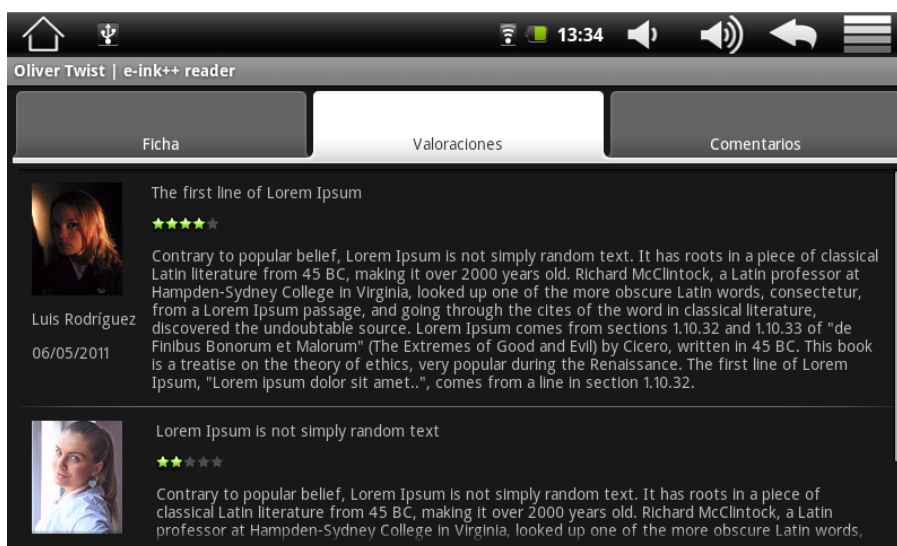 13:34
Oliver Twist | e-ink++ reader
Ficha
Valoraciones
Comentarios
The first line of Lorem Ipsum
Contrary to popular belief, Lorem Ipsum is not simply random text. It has roots in a piece of classical
Latin literature from 45 BC, making it over 2000 years old. Richard McClintock, a Latin professor at
Hampden-Sydney College in Virginia, looked up one of the more obscure Latin words, consectetur,
from a Lorem Ipsum passage, and going through the cites of the word in classical literature,
discovered the undoubtable source. Lorem Ipsum comes from sections 1.10.32 and 1.10.33 of "de
Finibus Bonorum et Malorum" (The Extremes of Good and Evil) by Cicero, written in 45 BC. This book
is a treatise on the theory of ethics, very popular during the Renaissance. The first line of Lorem
Ipsum, "Lorem ipsum dolor sit amet..", comes from a line in section 1.10.32.
Luis Rodríguez
06/05/2011
Lorem Ipsum is not simply random text
Contrary to popular belief, Lorem Ipsum is not simply random text. It has roots in a piece of
classical Latin literature from 45 BC, making it over 2000 years old. Richard McClintock, a Latin
professor at Hampden-Sydney College in Virginia, looked up one of the more obscure Latin words,